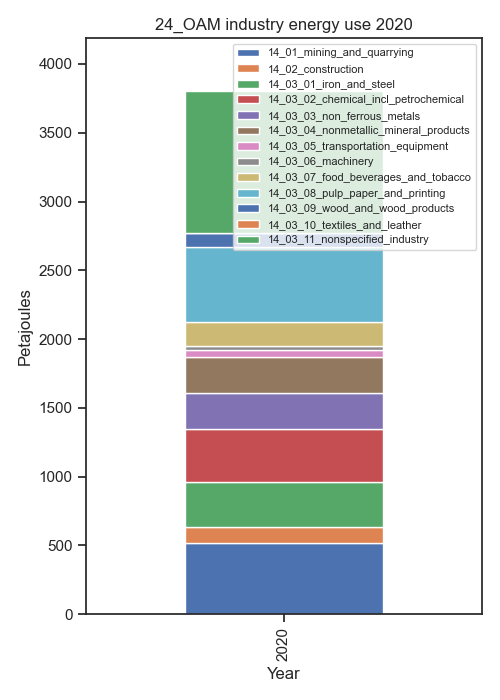 24_OAM industry energy use 2020
14_01_mining_and_quarrying
14_02_construction
14_03_01_iron_and_steel
14_03_02_chemical_incl_petrochemical
14_03_03_non_ferrous_metals
14_03_04_nonmetallic_mineral_products
14_03_05_transportation_equipment
14_03_06_machinery
14_03_07_food_beverages_and_tobacco
14_03_08_pulp_paper_and_printing
14_03_09_wood_and_wood_products
14_03_10_textiles_and_leather
14_03_11_nonspecified_industry
4000
3500
3000
2500
2000
1500
1000
500
0
Petajoules
2020
Year